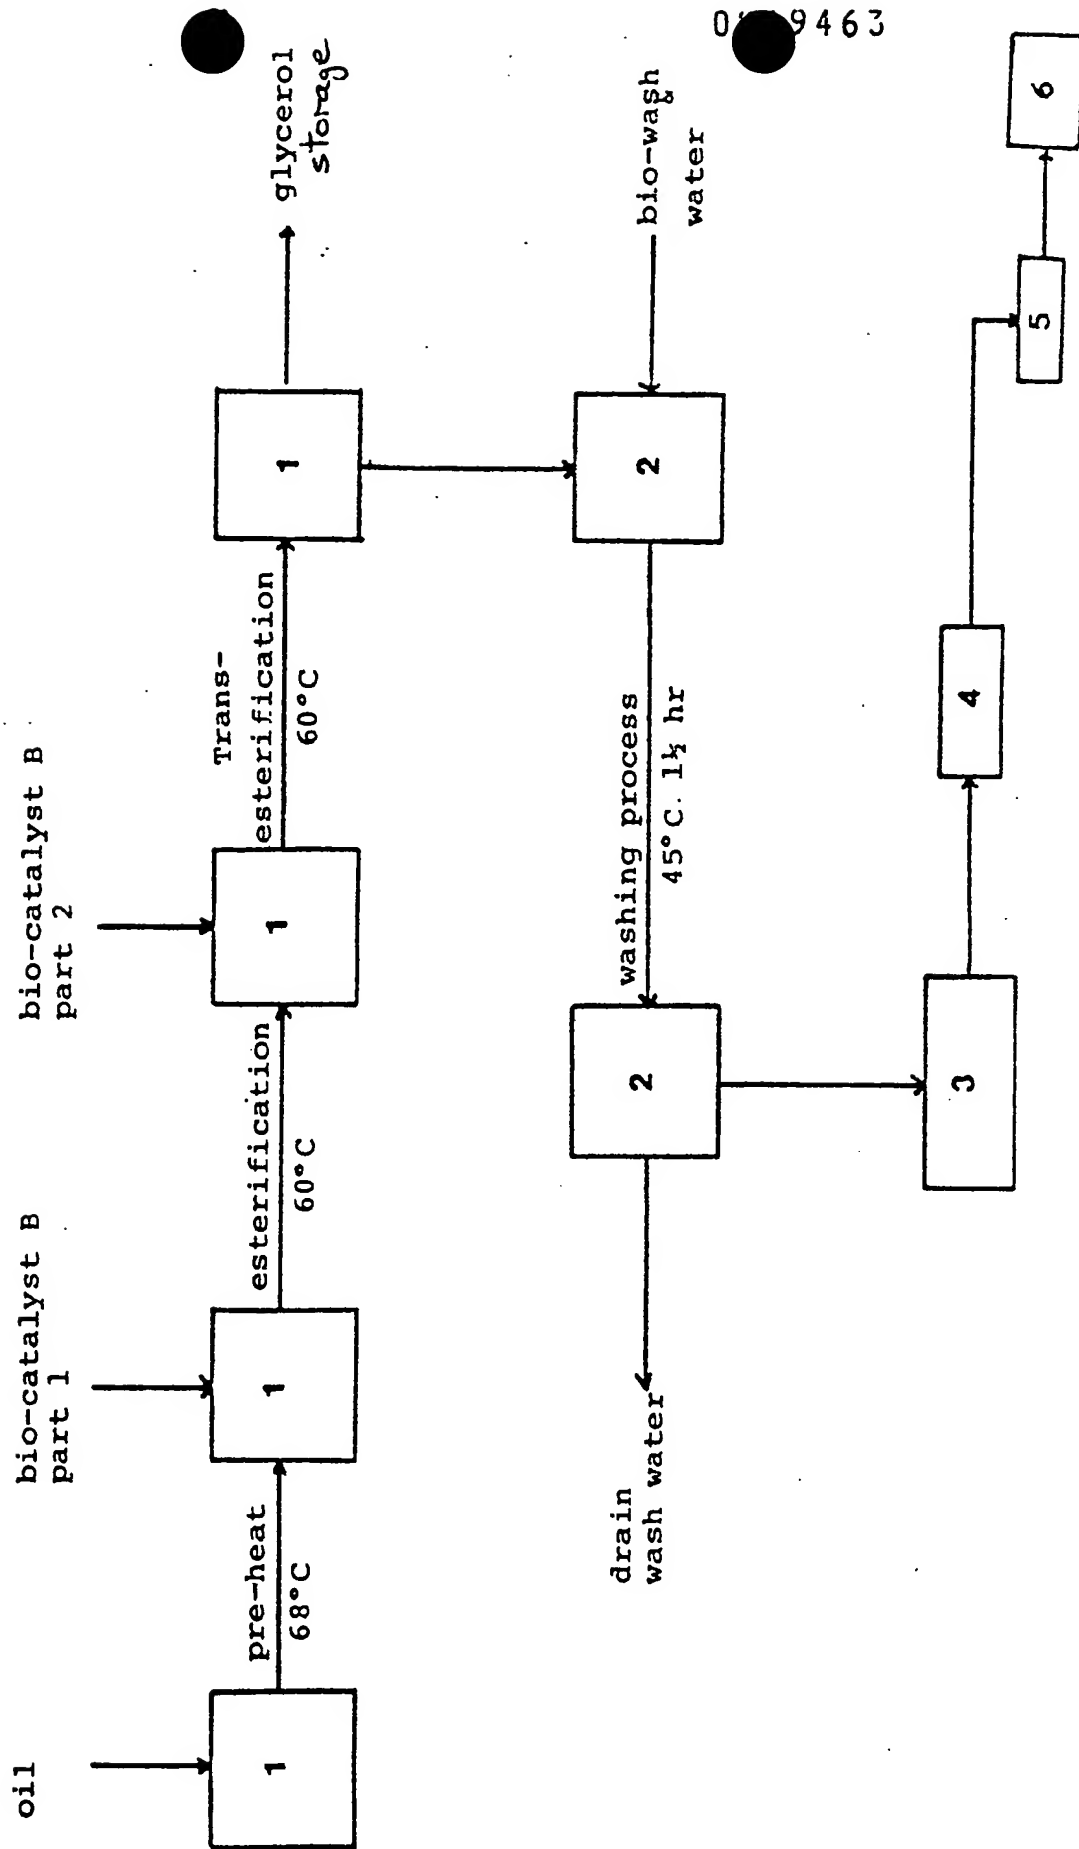 oil
bio-catalyst B
part 1
bio-catalyst B
part 2
1
pre-heat
68°C
1
esterification
60°C
1
Trans-
esterification
60°C
1
glycerol
storage
drain
wash water
2
washing process
45°C. 1½ hr
2
bio-wash
water
3
4
5
6
9463